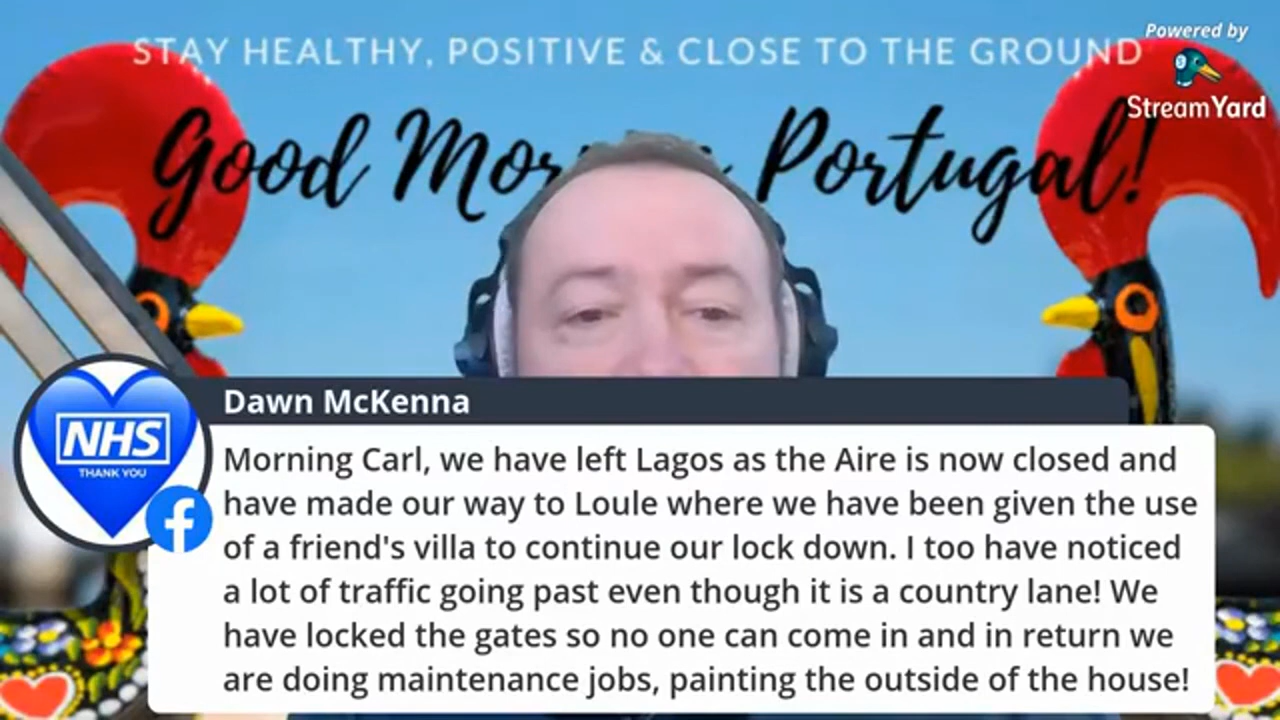 STAY HEALTHY, POSITIVE & CLOSE TO THE GROUND
Powered by
StreamYard
Good Mor Portugal!
Dawn McKenna
NHS
THANK YOU
Morning Carl, we have left Lagos as the Aire is now closed and
have made our way to Loule where we have been given the use
of a friend's villa to continue our lock down. I too have noticed
a lot of traffic going past even though it is a country lane! We
have locked the gates so no one can come in and in return we
are doing maintenance jobs, painting the outside of the house!